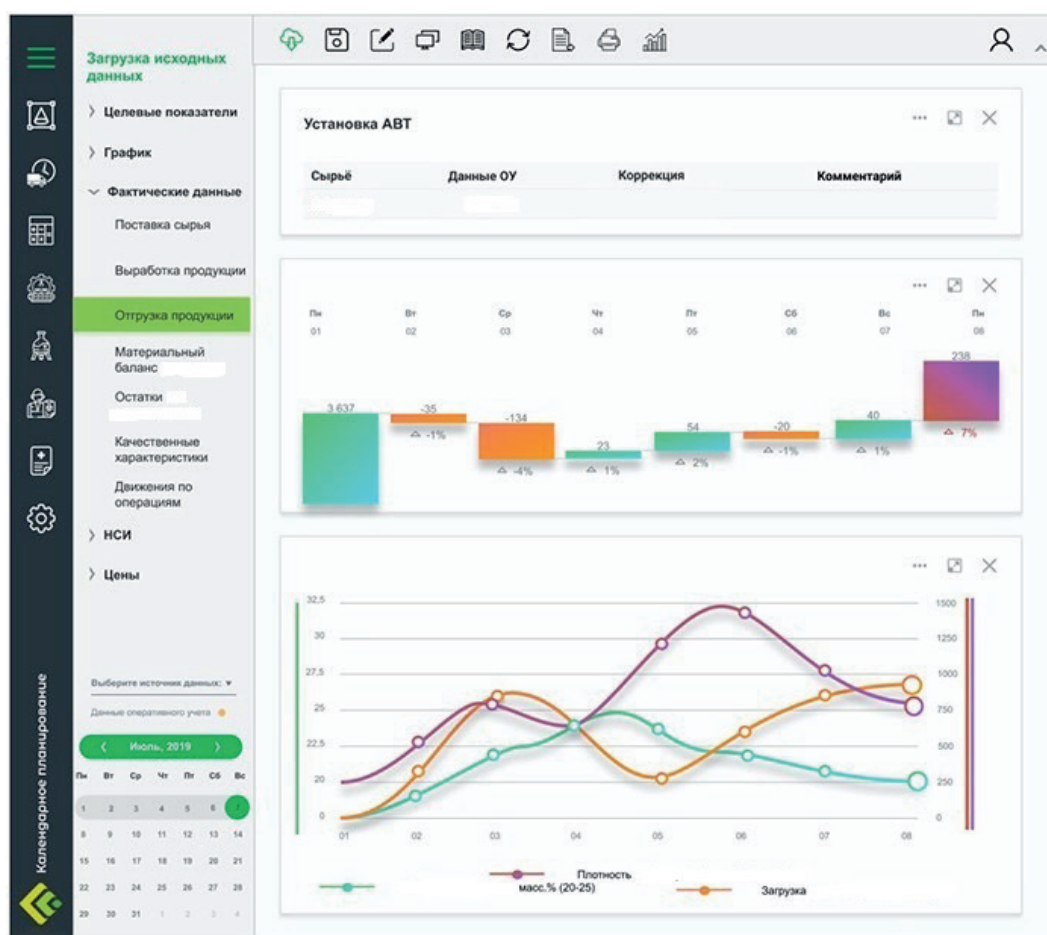 Загрузка исходных
данных
Целевые показатели
График
Фактические данные
Поставка сырья
Выработка продукции
Отгрузка продукции
Материальный
баланс
Остатки
Качественные
характеристики
Движения по
операциям
НСИ
Цены
Выберите источник данных:
Данные оперативного учета
Июль, 2019
Пн Вт Ср Чт Пт Сб Вс
1 2 3 4 5 6 7
8 9 10 11 12 13 14
15 16 17 18 19 20 21
22 23 24 25 26 27 28
29 30 31 1 2 3 4
Календарное планирование
Установка АВТ
Сырьё Данные ОУ Коррекция Комментарий
Пн Вт Ср Чт Пт Сб Вс Пн
01 02 03 04 05 06 07 08
3 637 -35 -134 23 54 -20 40 238
-1% -4% 1% 2% -1% 1% 7%
32,5 1500
30 1250
27,5 1000
25 750
22,5 500
20 250
0 0
01 02 03 04 05 06 07 08
Плотность
масс.% (20-25)
Загрузка